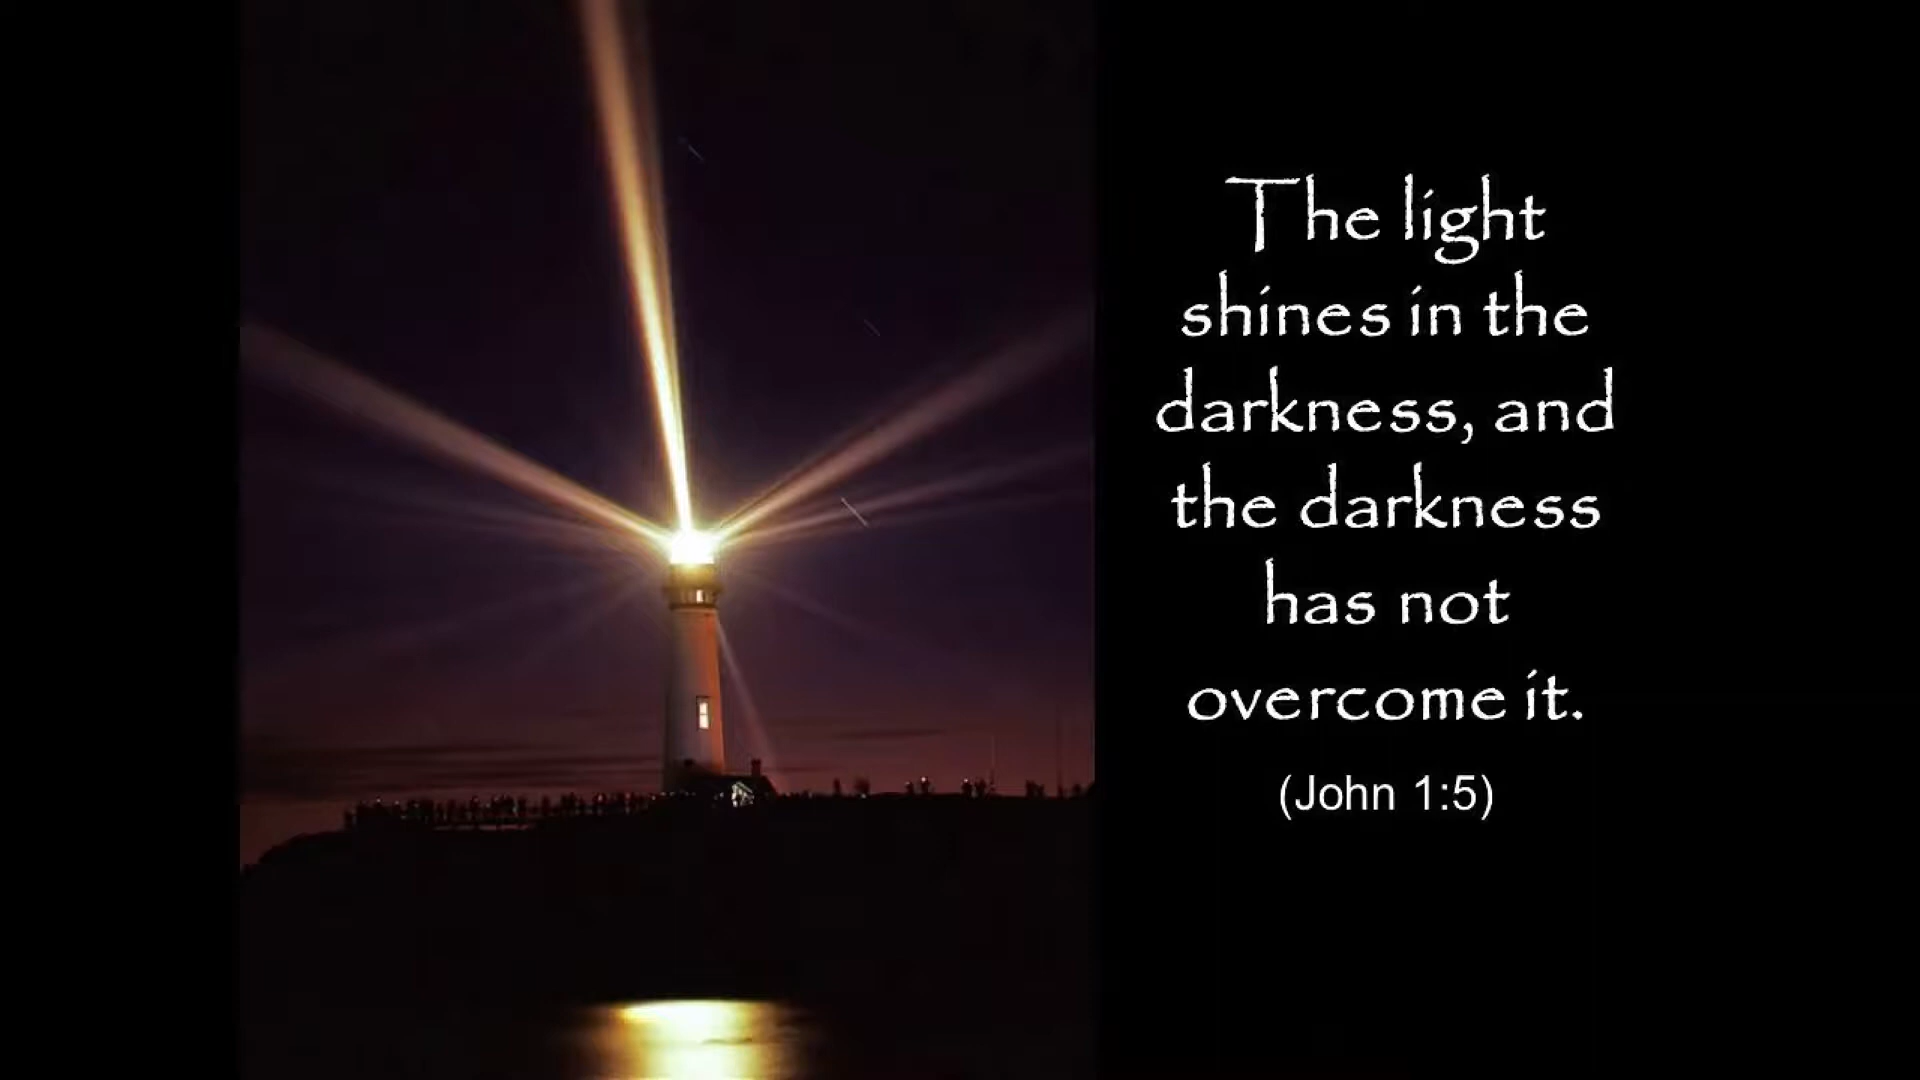 The light
shines in the
darkness, and
the darkness
has not
overcome it.
(John 1:5)